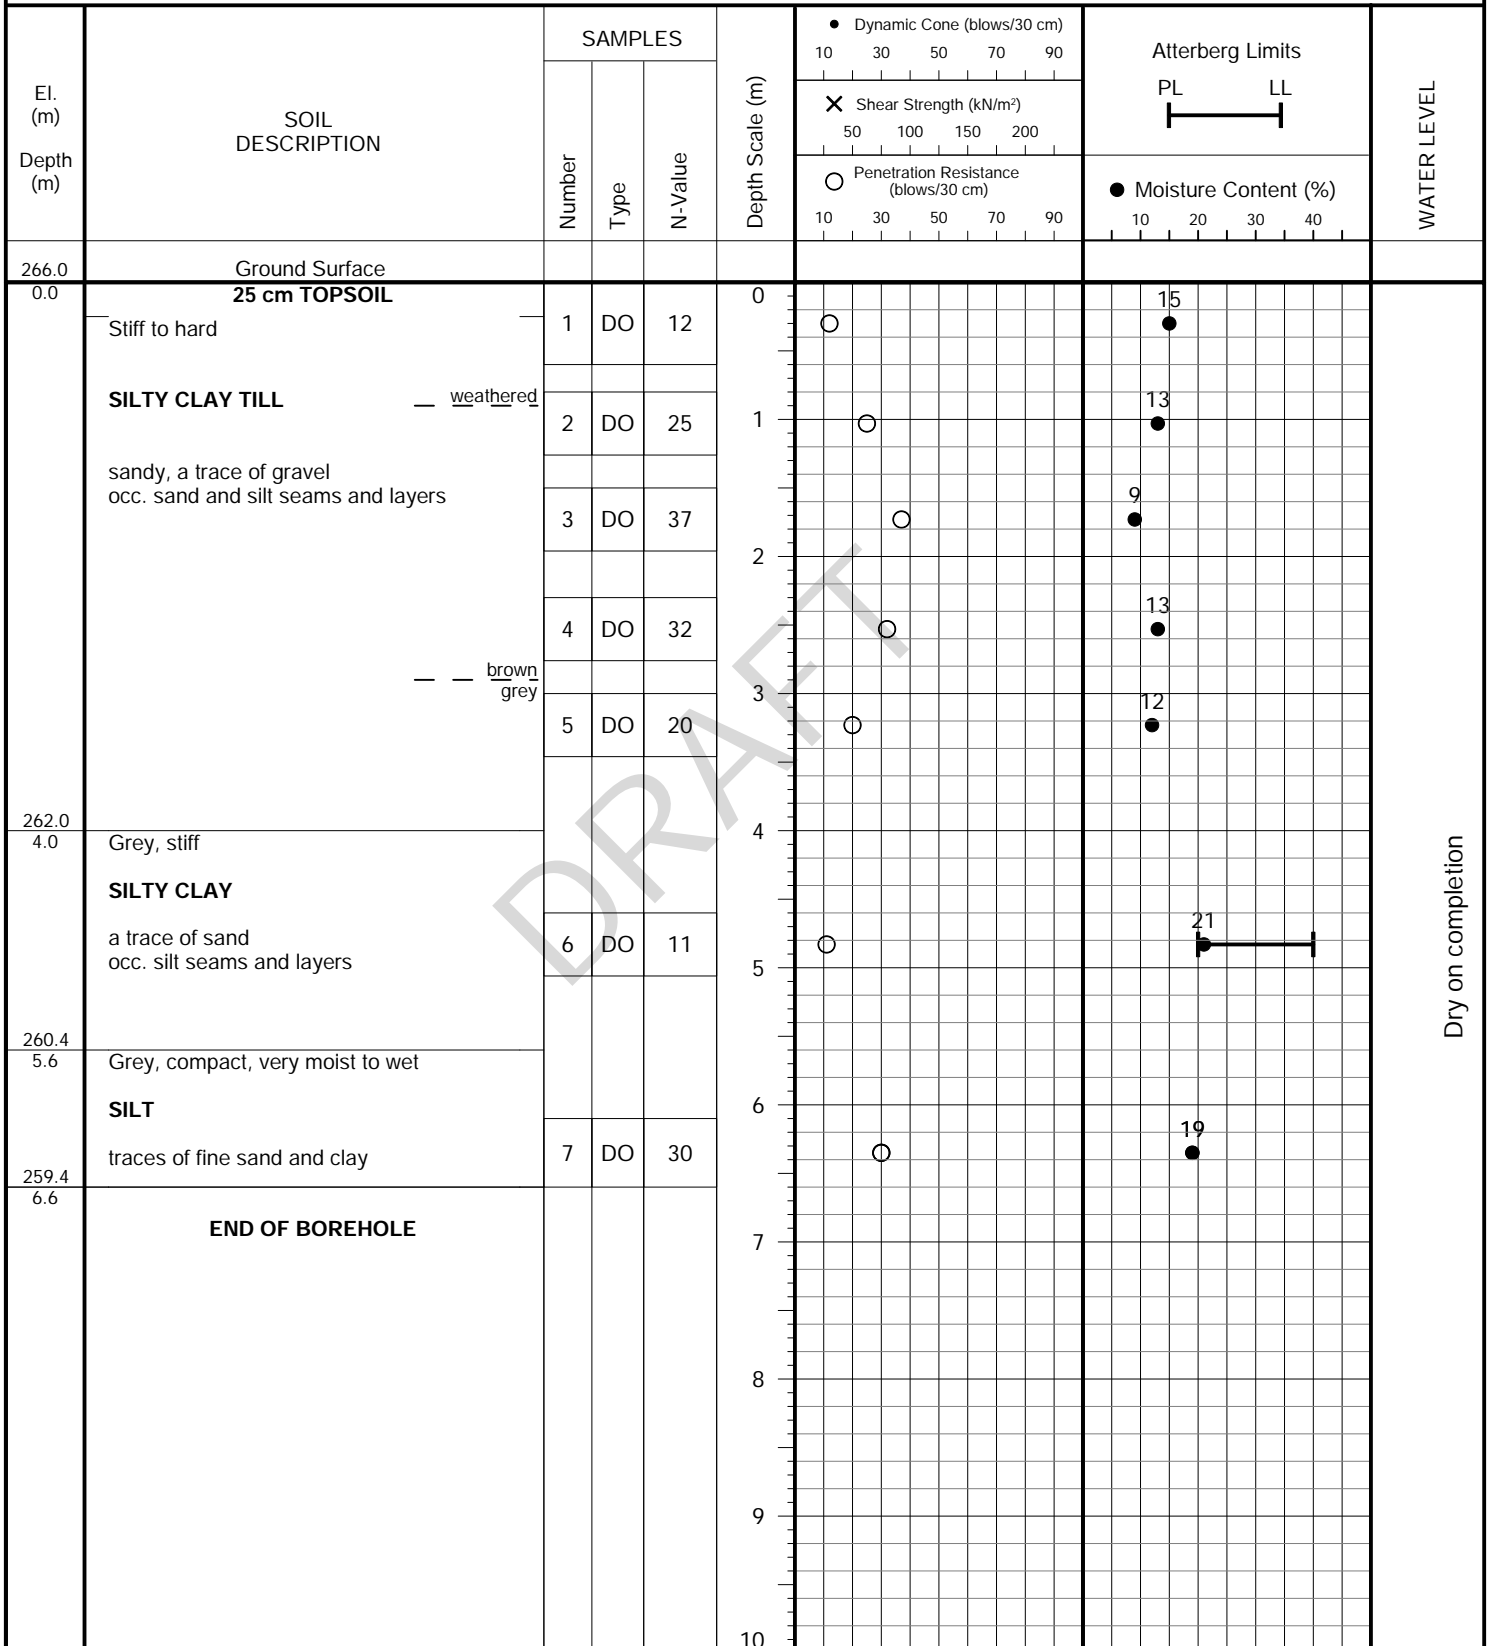 El.
(m)
Depth
(m)
SOIL
DESCRIPTION
SAMPLES
Number
Type
N-Value
Depth Scale (m)
● Dynamic Cone (blows/30 cm)
10 30 50 70 90
✕ Shear Strength (kN/m²)
50 100 150 200
○ Penetration Resistance
(blows/30 cm)
10 30 50 70 90
Atterberg Limits
PL LL
● Moisture Content (%)
10 20 30 40
WATER LEVEL
266.0 Ground Surface
0.0 25 cm TOPSOIL 0
15
Stiff to hard 1 DO 12
SILTY CLAY TILL weathered 13
2 DO 25 1
sandy, a trace of gravel
occ. sand and silt seams and layers 9
3 DO 37
2
13
4 DO 32
brown
grey 3
12
5 DO 20
262.0
4.0 Grey, stiff 4
SILTY CLAY
21
a trace of sand 6 DO 11
occ. silt seams and layers 5
260.4
5.6 Grey, compact, very moist to wet
SILT 6
19
traces of fine sand and clay 7 DO 30
259.4
6.6
END OF BOREHOLE
7
8
9
10
Dry on completion
DRAFT